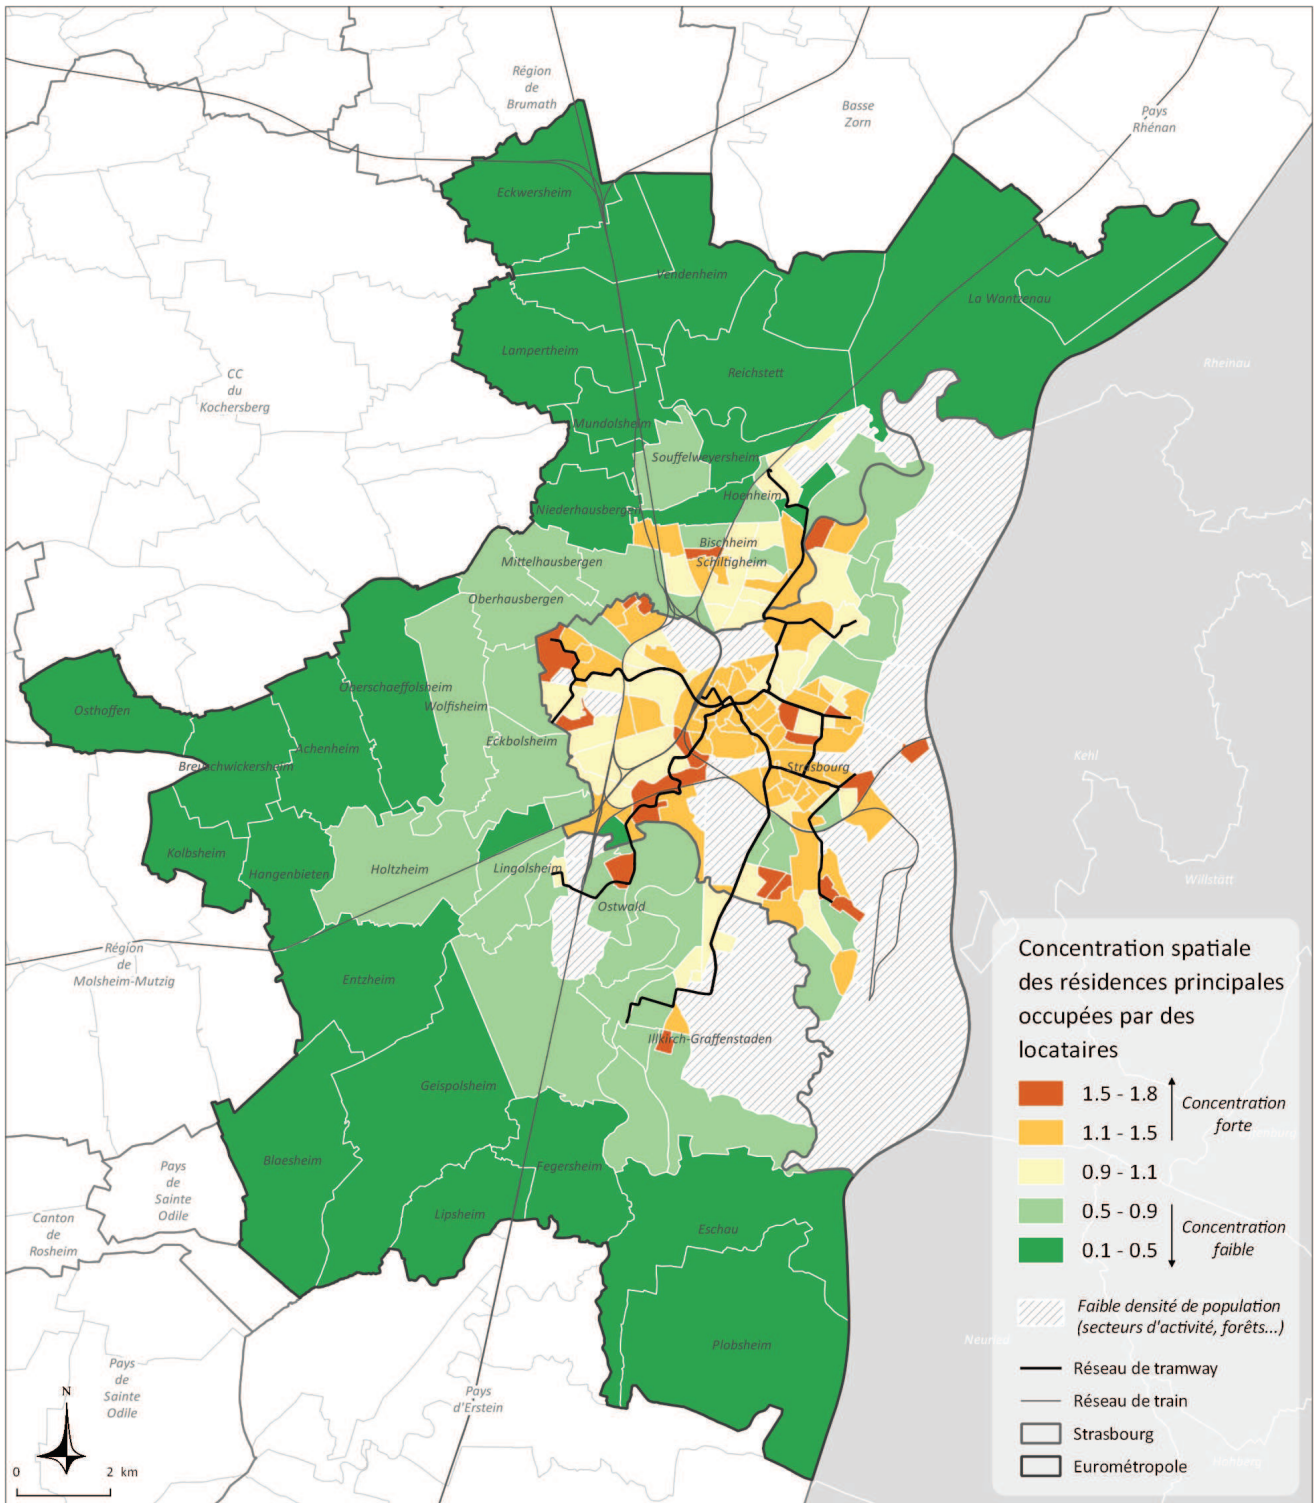 Région
de
Brumath
Basse
Zorn
Pays
Rhénan
Eckwersheim
Vendenheim
La Wantzenau
Lampertheim
Reichstett
Rheinau
CC
du
Kochersberg
Mundolsheim
Souffelweyersheim
Hoenheim
Niederhausbergen
Bischheim
Mittelhausbergen
Schiltigheim
Oberhausbergen
Oberschaeffolsheim
Osthoffen
Wolfisheim
Achenheim
Eckbolsheim
Breuschwickersheim
Strasbourg
Kehl
Kolbsheim
Hangenbieten
Holtzheim
Lingolsheim
Willstätt
Ostwald
Région
de
Molsheim-Mutzig
Entzheim
Illkirch-Graffenstaden
Geispolsheim
Blaesheim
Fegersheim
Pays
de
Sainte
Odile
Canton
de
Rosheim
Lipsheim
Eschau
Plobsheim
Pays
de
Sainte
Odile
Pays
d'Erstein
N
0 2 km
Concentration spatiale
des résidences principales
occupées par des
locataires
1.5 - 1.8
1.1 - 1.5
Concentration
forte
0.9 - 1.1
0.5 - 0.9
0.1 - 0.5
Concentration
faible
Faible densité de population
(secteurs d'activité, forêts...)
Réseau de tramway
Réseau de train
Strasbourg
Eurométropole